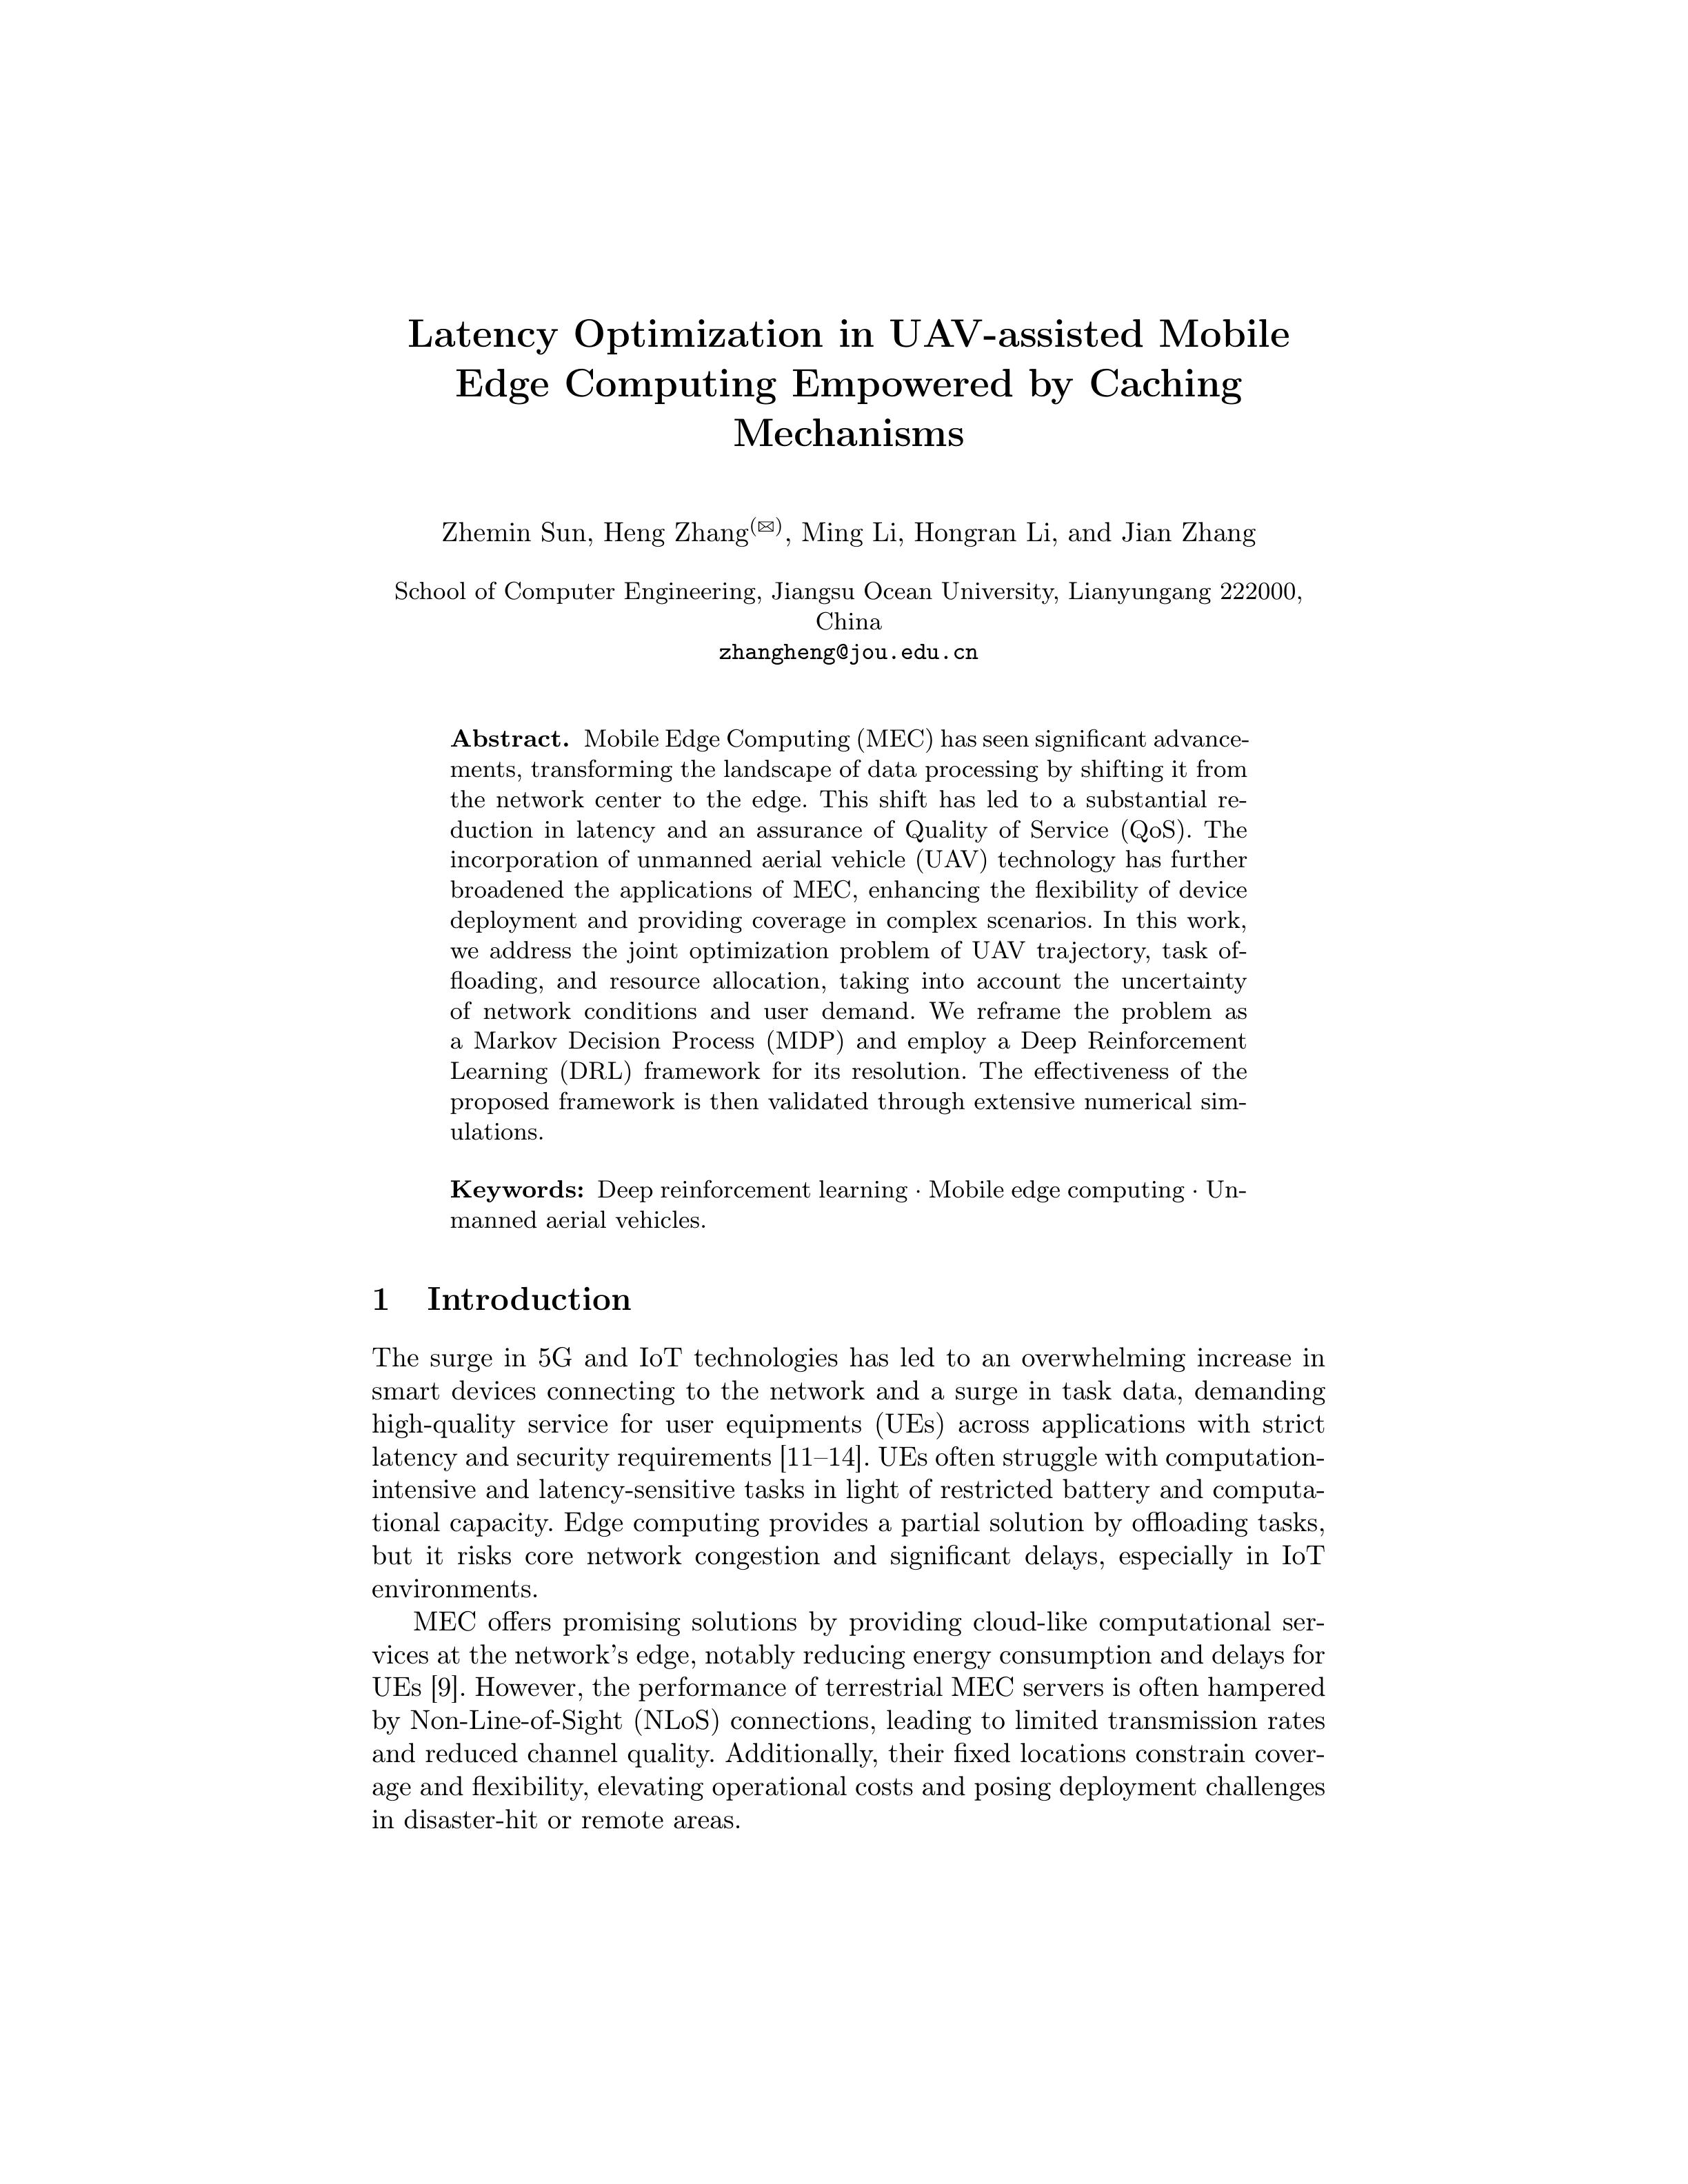 Latency Optimization in UAV-assisted Mobile
Edge Computing Empowered by Caching
Mechanisms
Zhemin Sun, Heng Zhang(✉), Ming Li, Hongran Li, and Jian Zhang
School of Computer Engineering, Jiangsu Ocean University, Lianyungang 222000,
China
zhangheng@jou.edu.cn
Abstract. Mobile Edge Computing (MEC) has seen significant advance-
ments, transforming the landscape of data processing by shifting it from
the network center to the edge. This shift has led to a substantial re-
duction in latency and an assurance of Quality of Service (QoS). The
incorporation of unmanned aerial vehicle (UAV) technology has further
broadened the applications of MEC, enhancing the flexibility of device
deployment and providing coverage in complex scenarios. In this work,
we address the joint optimization problem of UAV trajectory, task of-
floading, and resource allocation, taking into account the uncertainty
of network conditions and user demand. We reframe the problem as
a Markov Decision Process (MDP) and employ a Deep Reinforcement
Learning (DRL) framework for its resolution. The effectiveness of the
proposed framework is then validated through extensive numerical sim-
ulations.
Keywords: Deep reinforcement learning · Mobile edge computing · Un-
manned aerial vehicles.
1 Introduction
The surge in 5G and IoT technologies has led to an overwhelming increase in
smart devices connecting to the network and a surge in task data, demanding
high-quality service for user equipments (UEs) across applications with strict
latency and security requirements [11–14]. UEs often struggle with computation-
intensive and latency-sensitive tasks in light of restricted battery and computa-
tional capacity. Edge computing provides a partial solution by offloading tasks,
but it risks core network congestion and significant delays, especially in IoT
environments.
MEC offers promising solutions by providing cloud-like computational ser-
vices at the network's edge, notably reducing energy consumption and delays for
UEs [9]. However, the performance of terrestrial MEC servers is often hampered
by Non-Line-of-Sight (NLoS) connections, leading to limited transmission rates
and reduced channel quality. Additionally, their fixed locations constrain cover-
age and flexibility, elevating operational costs and posing deployment challenges
in disaster-hit or remote areas.